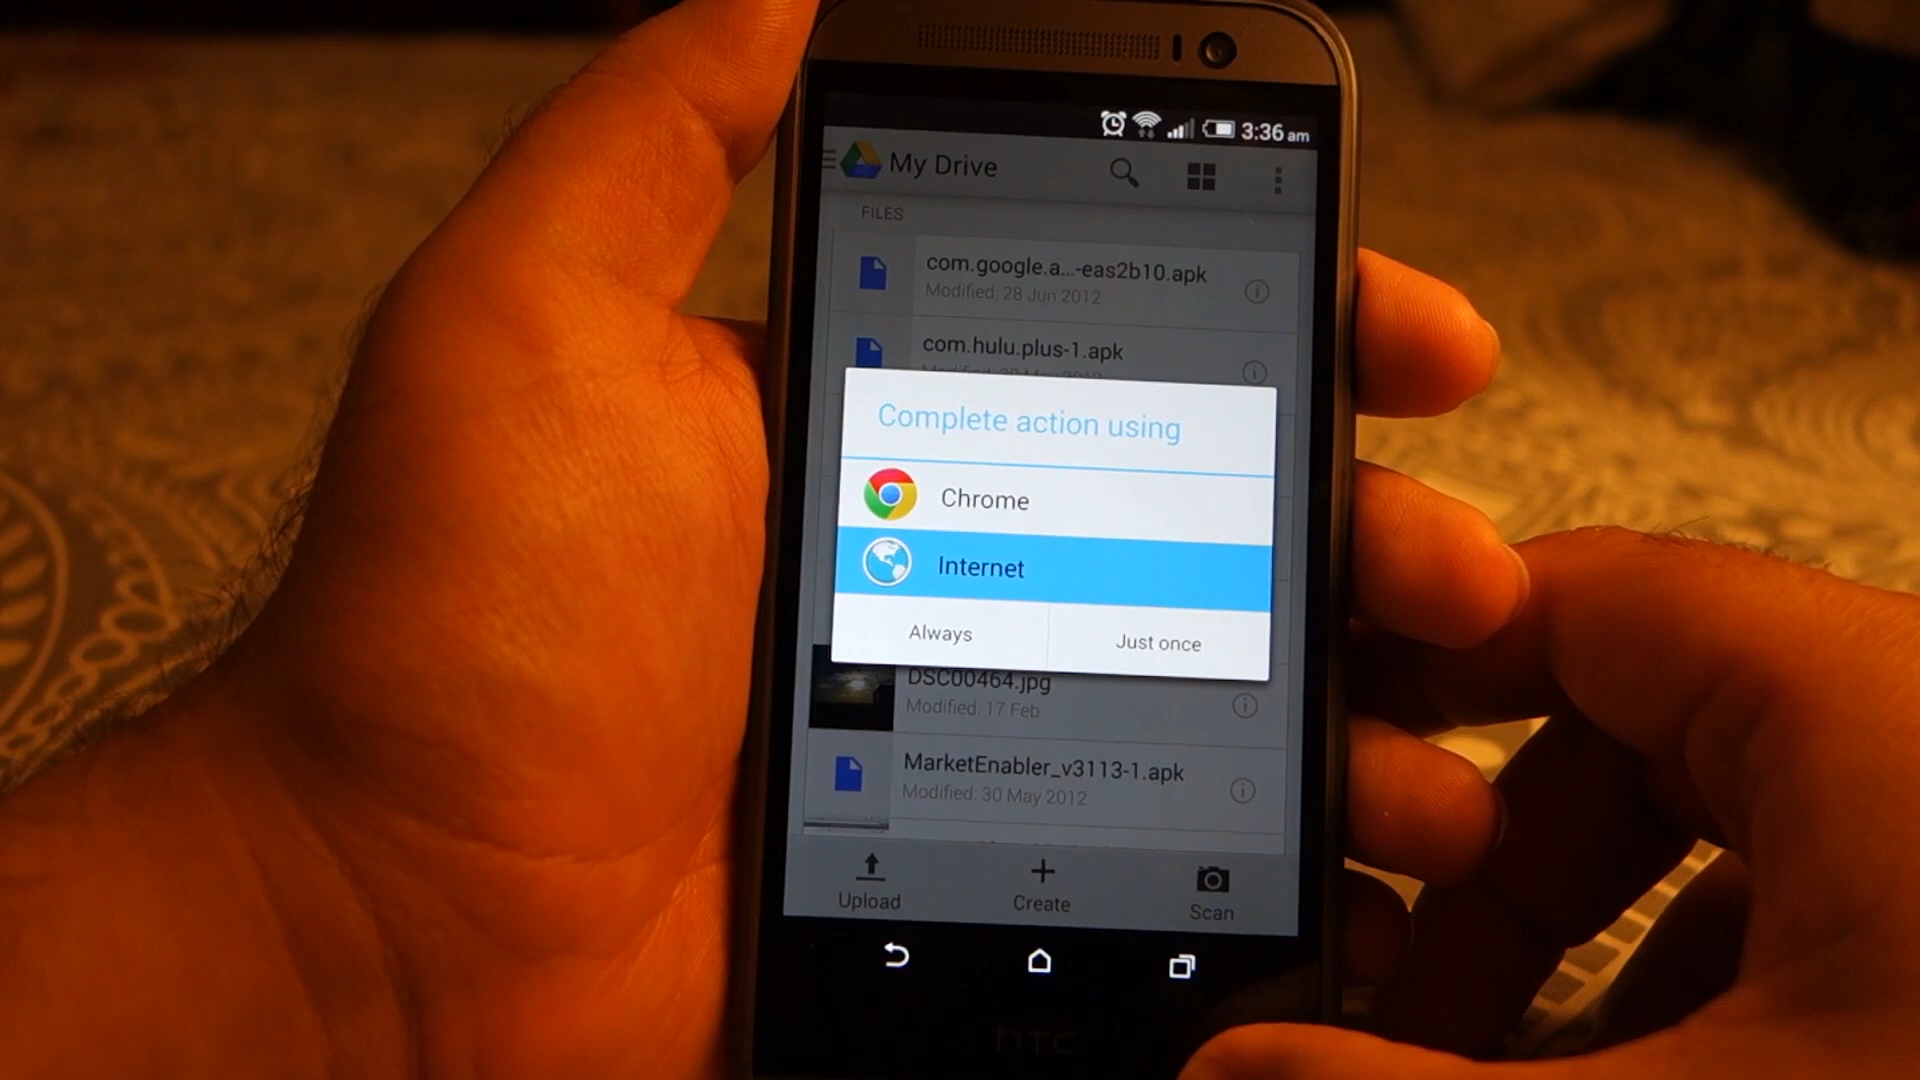 3:36 am
My Drive
FILES
com.google.a...-eas2b10.apk
Modified: 28 Jun 2012
com.hulu.plus-1.apk
Complete action using
Chrome
Internet
Always
Just once
DSC00464.jpg
Modified: 17 Feb
MarketEnabler_v3113-1.apk
Modified: 30 May 2012
Upload
Create
Scan
hTC